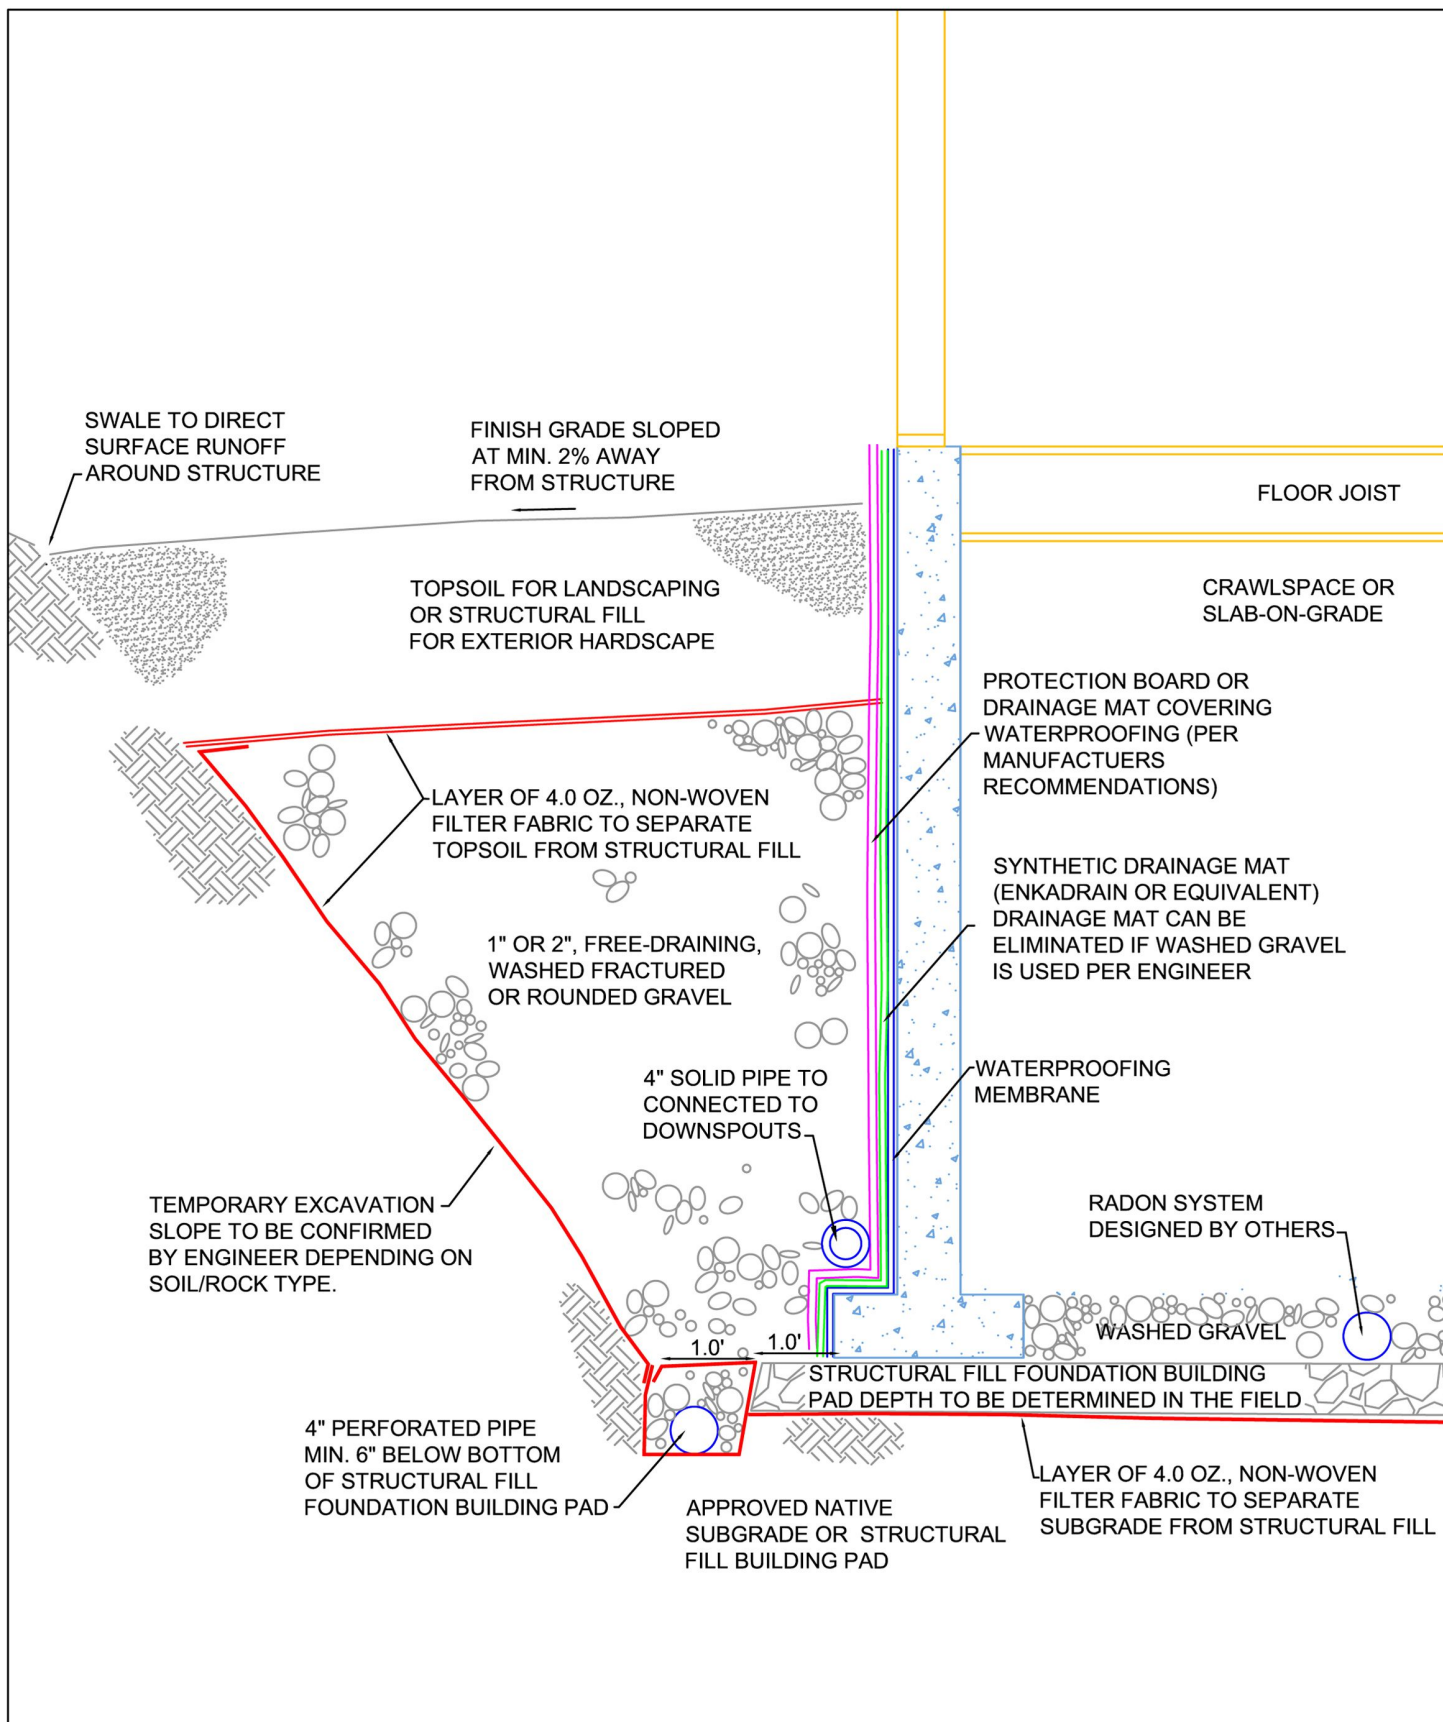 SWALE TO DIRECT
SURFACE RUNOFF
AROUND STRUCTURE
FINISH GRADE SLOPED
AT MIN. 2% AWAY
FROM STRUCTURE
FLOOR JOIST
TOPSOIL FOR LANDSCAPING
OR STRUCTURAL FILL
FOR EXTERIOR HARDSCAPE
CRAWLSPACE OR
SLAB-ON-GRADE
PROTECTION BOARD OR
DRAINAGE MAT COVERING
WATERPROOFING (PER
MANUFACTUERS
RECOMMENDATIONS)
LAYER OF 4.0 OZ., NON-WOVEN
FILTER FABRIC TO SEPARATE
TOPSOIL FROM STRUCTURAL FILL
SYNTHETIC DRAINAGE MAT
(ENKADRAIN OR EQUIVALENT)
DRAINAGE MAT CAN BE
ELIMINATED IF WASHED GRAVEL
IS USED PER ENGINEER
1" OR 2", FREE-DRAINING,
WASHED FRACTURED
OR ROUNDED GRAVEL
4" SOLID PIPE TO
CONNECTED TO
DOWNSPOUTS
WATERPROOFING
MEMBRANE
TEMPORARY EXCAVATION
SLOPE TO BE CONFIRMED
BY ENGINEER DEPENDING ON
SOIL/ROCK TYPE.
RADON SYSTEM
DESIGNED BY OTHERS
WASHED GRAVEL
1.0'
1.0'
STRUCTURAL FILL FOUNDATION BUILDING
PAD DEPTH TO BE DETERMINED IN THE FIELD
4" PERFORATED PIPE
MIN. 6" BELOW BOTTOM
OF STRUCTURAL FILL
FOUNDATION BUILDING PAD
LAYER OF 4.0 OZ., NON-WOVEN
FILTER FABRIC TO SEPARATE
SUBGRADE FROM STRUCTURAL FILL
APPROVED NATIVE
SUBGRADE OR STRUCTURAL
FILL BUILDING PAD